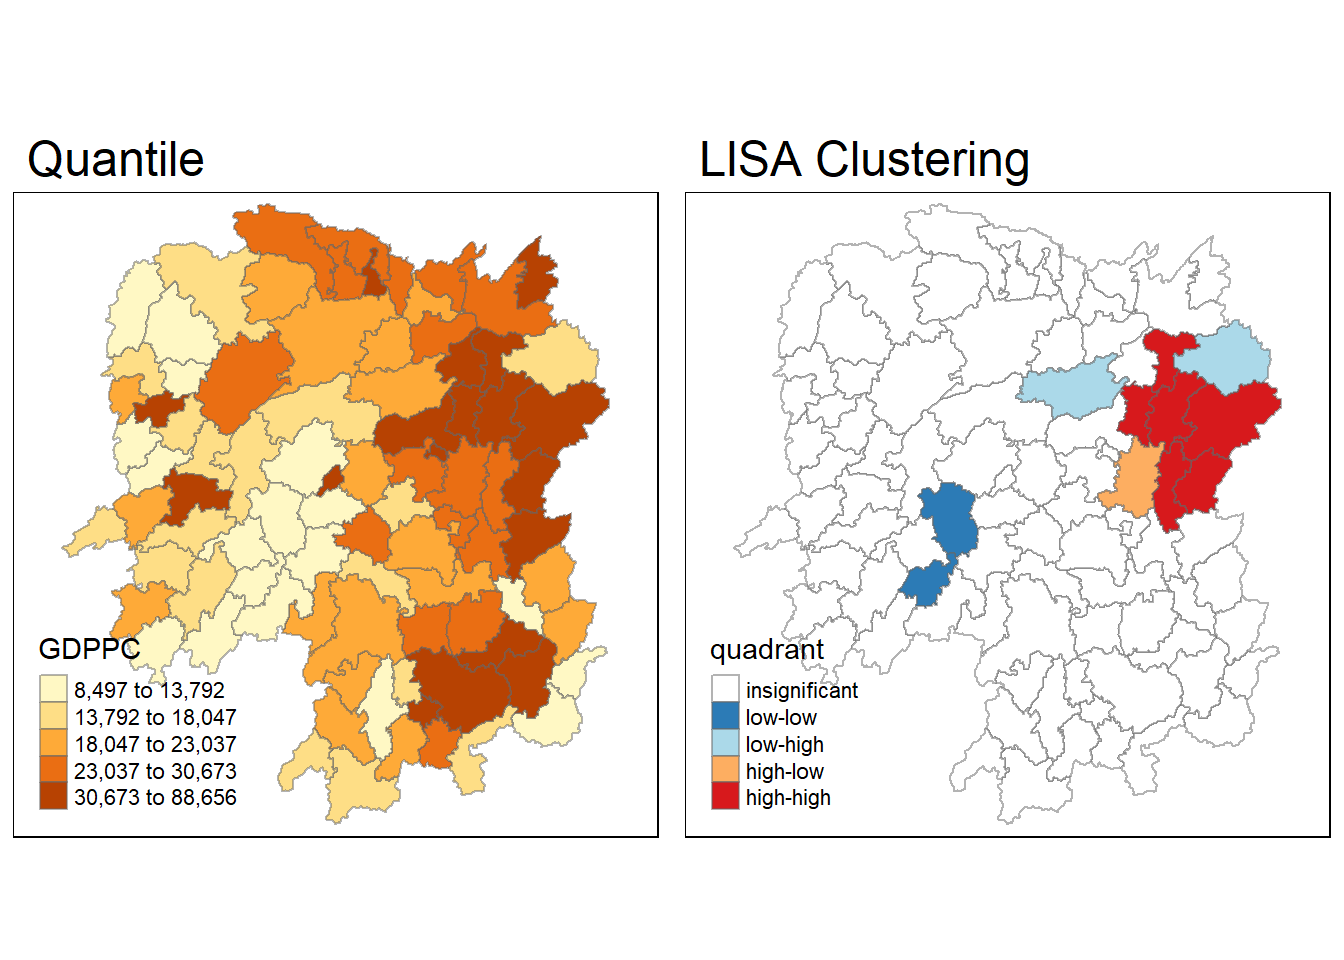 Quantile
GDPPC
8,497 to 13,792
13,792 to 18,047
18,047 to 23,037
23,037 to 30,673
30,673 to 88,656
LISA Clustering
quadrant
insignificant
low-low
low-high
high-low
high-high